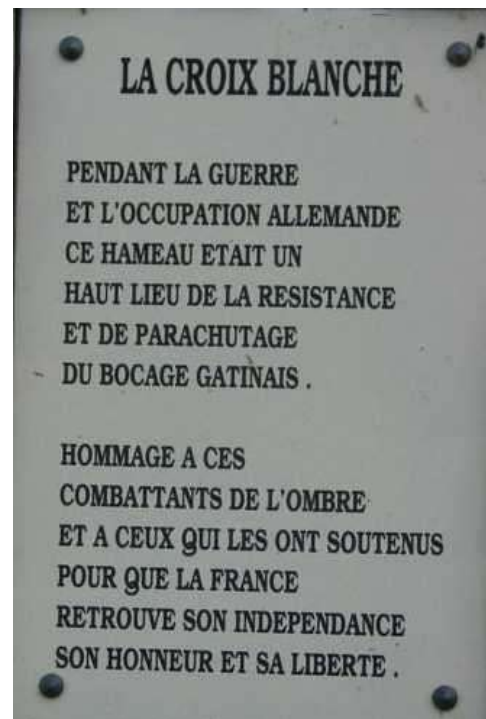 LA CROIX BLANCHE
PENDANT LA GUERRE
ET L'OCCUPATION ALLEMANDE
CE HAMEAU ETAIT UN
HAUT LIEU DE LA RESISTANCE
ET DE PARACHUTAGE
DU BOCAGE GATINAIS .
HOMMAGE A CES
COMBATTANTS DE L'OMBRE
ET A CEUX QUI LES ONT SOUTENUS
POUR QUE LA FRANCE
RETROUVE SON INDEPENDANCE
SON HONNEUR ET SA LIBERTE .